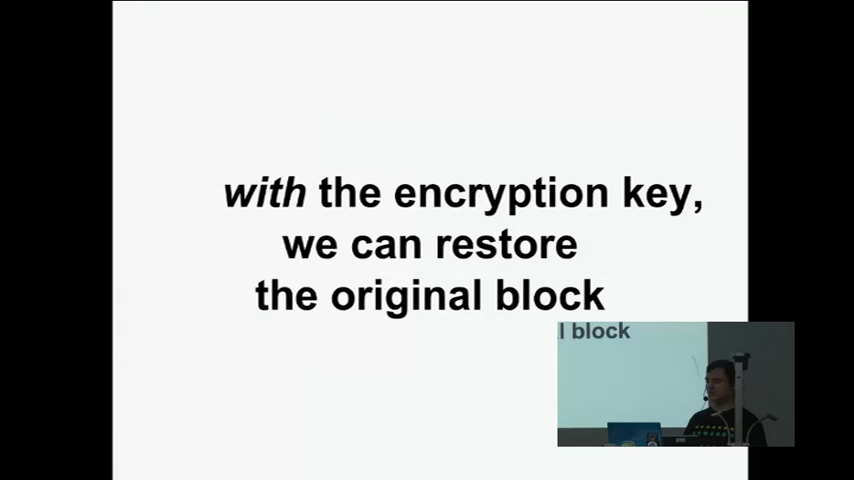 with the encryption key,
we can restore
the original block
l block